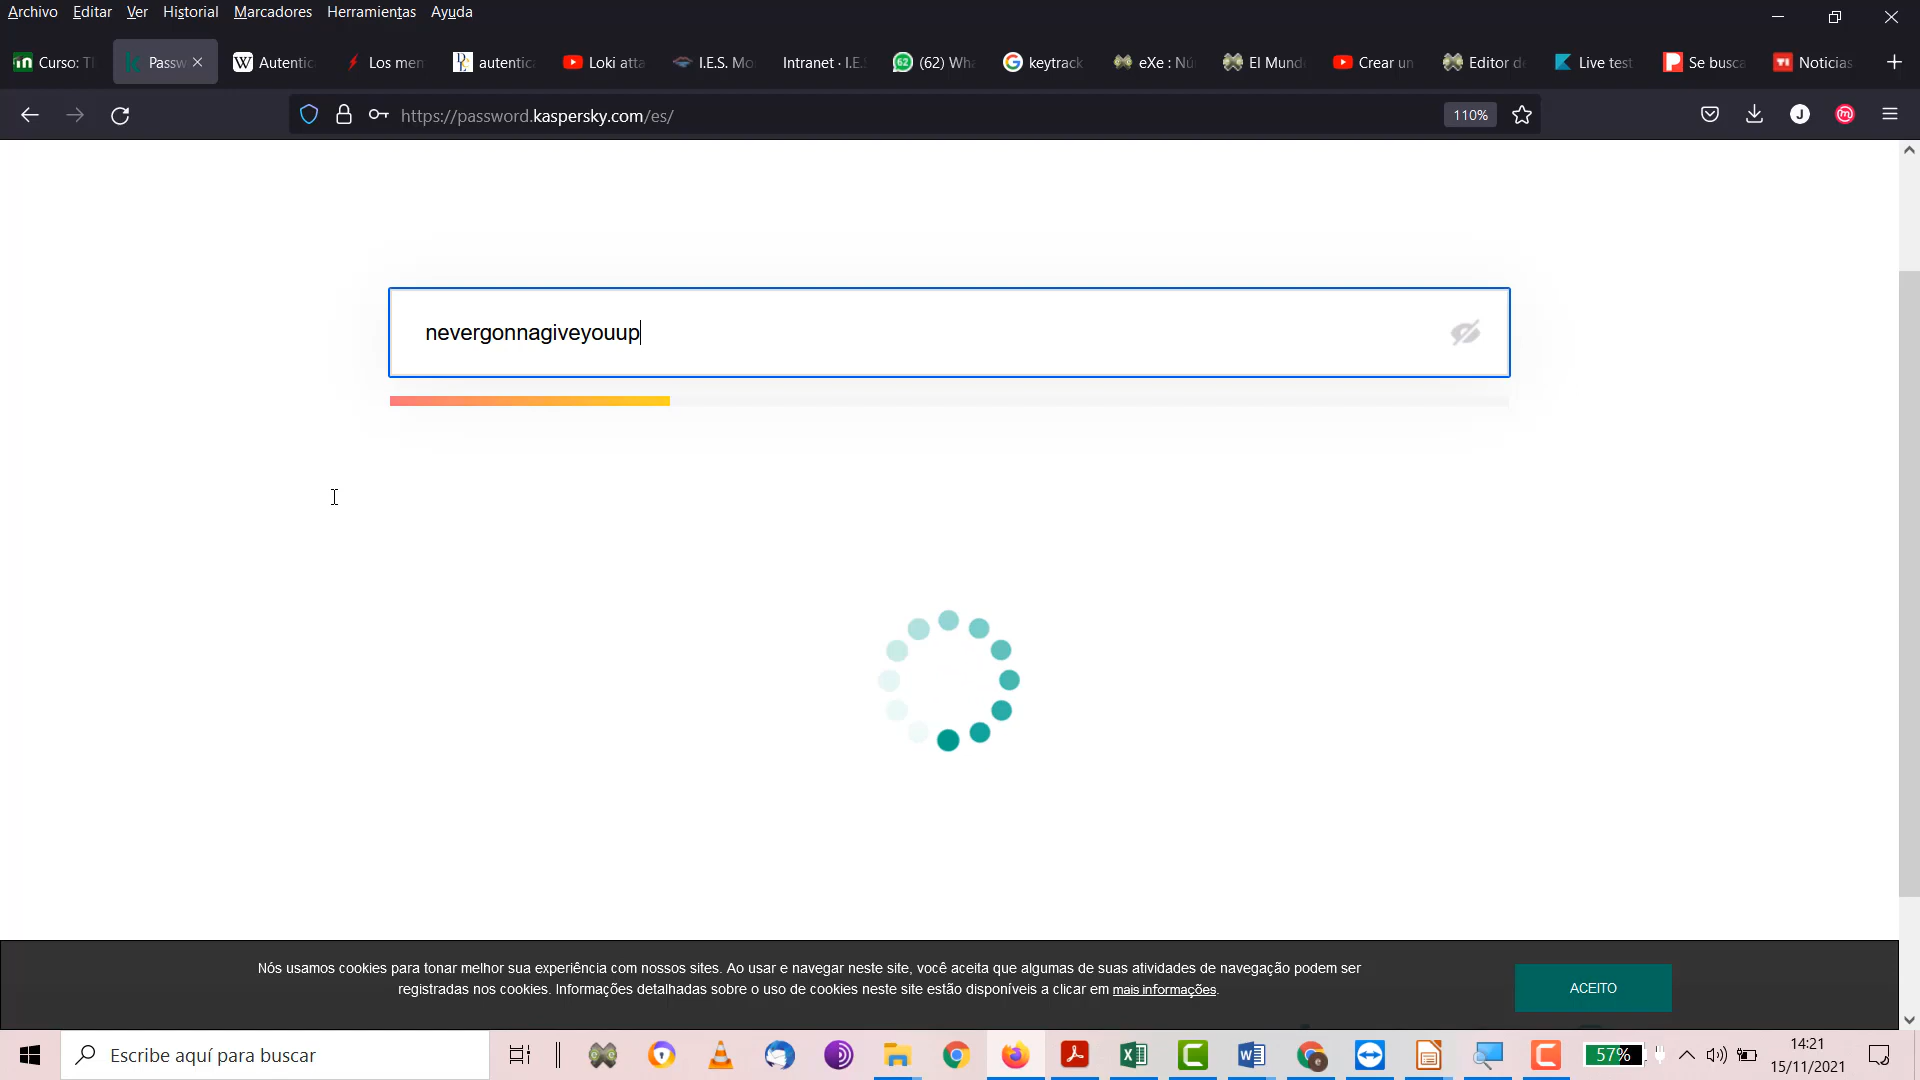 Archivo Editar Ver Historial Marcadores Herramientas Ayuda
Curso: T Passw Autentic Los men autentica Loki atta I.E.S. Mo Intranet · I.E. (62) Wha keytrack eXe : Nú El Mund Crear un Editor de Live test Se busca Noticias
https://password.kaspersky.com/es/ 110%
nevergonnagiveyouup
Nós usamos cookies para tonar melhor sua experiência com nossos sites. Ao usar e navegar neste site, você aceita que algumas de suas atividades de navegação podem ser
registradas nos cookies. Informações detalhadas sobre o uso de cookies neste site estão disponíveis a clicar em mais informações.
ACEITO
Escribe aquí para buscar
57%
14:21
15/11/2021